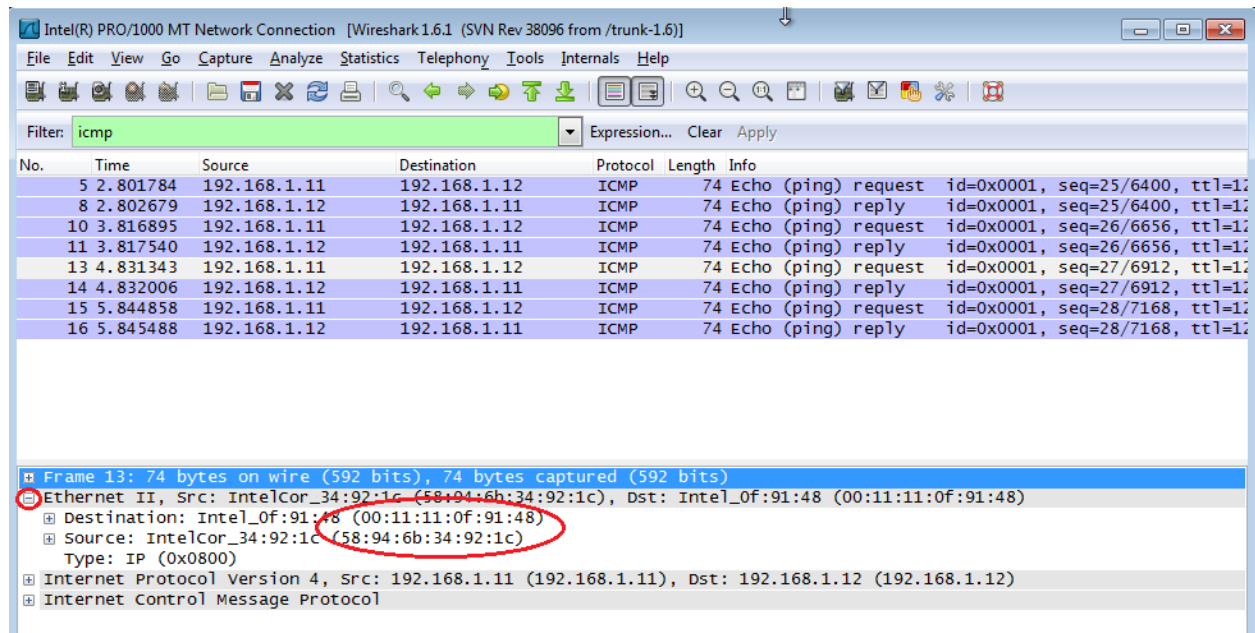 Intel(R) PRO/1000 MT Network Connection [Wireshark 1.6.1 (SVN Rev 38096 from /trunk-1.6)]
File Edit View Go Capture Analyze Statistics Telephony Tools Internals Help
Filter: icmp Expression... Clear Apply
No. Time Source Destination Protocol Length Info
5 2.801784 192.168.1.11 192.168.1.12 ICMP 74 Echo (ping) request id=0x0001, seq=25/6400, ttl=12
8 2.802679 192.168.1.12 192.168.1.11 ICMP 74 Echo (ping) reply id=0x0001, seq=25/6400, ttl=12
10 3.816895 192.168.1.11 192.168.1.12 ICMP 74 Echo (ping) request id=0x0001, seq=26/6656, ttl=12
11 3.817540 192.168.1.12 192.168.1.11 ICMP 74 Echo (ping) reply id=0x0001, seq=26/6656, ttl=12
13 4.831343 192.168.1.11 192.168.1.12 ICMP 74 Echo (ping) request id=0x0001, seq=27/6912, ttl=12
14 4.832006 192.168.1.12 192.168.1.11 ICMP 74 Echo (ping) reply id=0x0001, seq=27/6912, ttl=12
15 5.844858 192.168.1.11 192.168.1.12 ICMP 74 Echo (ping) request id=0x0001, seq=28/7168, ttl=12
16 5.845488 192.168.1.12 192.168.1.11 ICMP 74 Echo (ping) reply id=0x0001, seq=28/7168, ttl=12
Frame 13: 74 bytes on wire (592 bits), 74 bytes captured (592 bits)
Ethernet II, Src: IntelCor_34:92:1c (58:94:6b:34:92:1c), Dst: Intel_0f:91:48 (00:11:11:0f:91:48)
Destination: Intel_0f:91:48 (00:11:11:0f:91:48)
Source: IntelCor_34:92:1c (58:94:6b:34:92:1c)
Type: IP (0x0800)
Internet Protocol Version 4, Src: 192.168.1.11 (192.168.1.11), Dst: 192.168.1.12 (192.168.1.12)
Internet Control Message Protocol